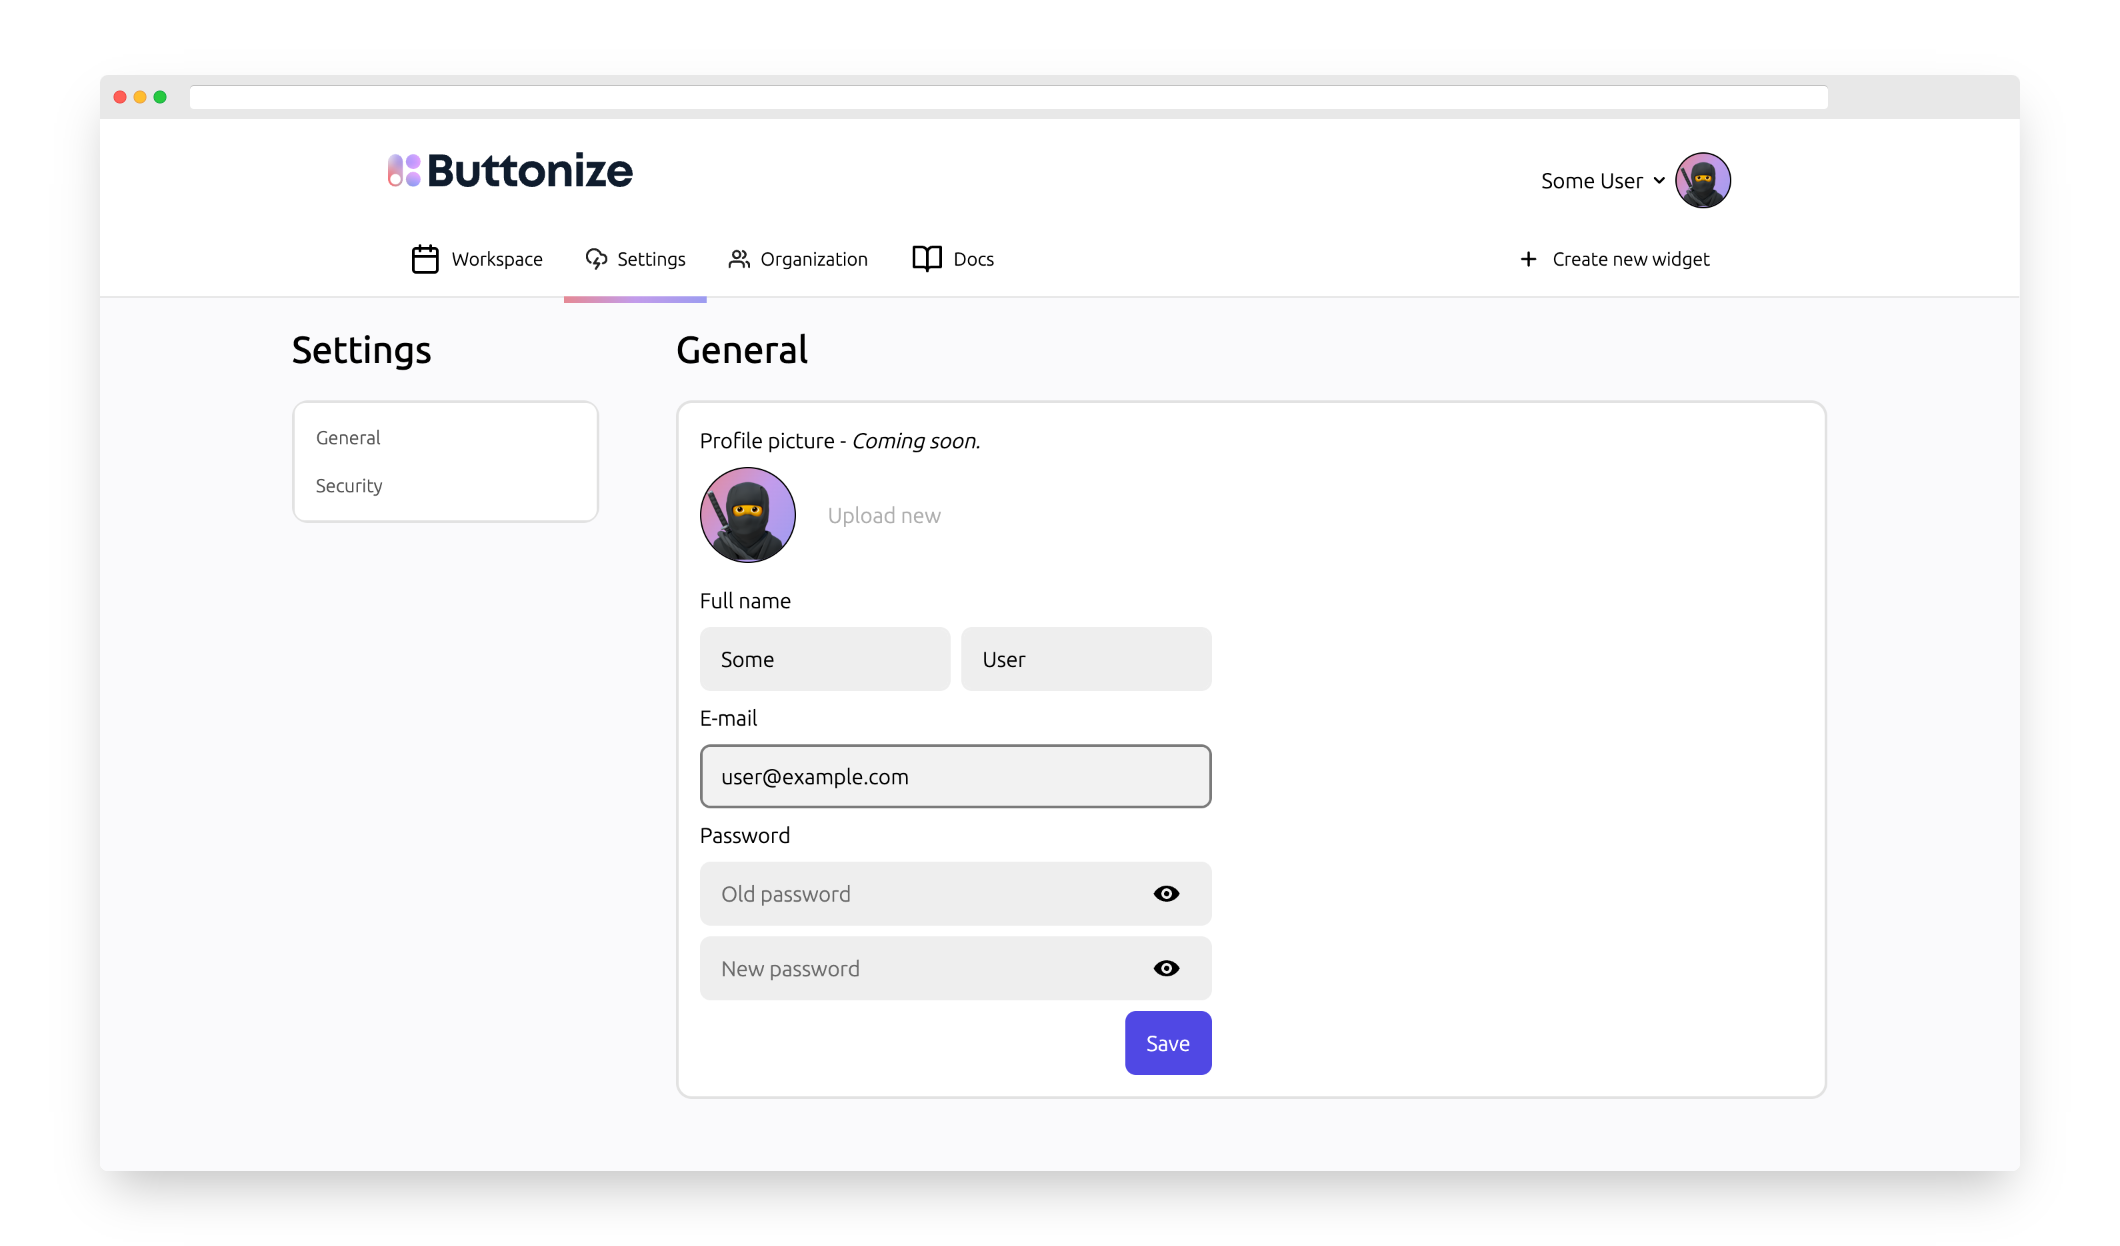 Buttonize
Some User
Workspace Settings Organization Docs
Create new widget
Settings
General
General
Security
Profile picture - Coming soon.
Upload new
Full name
Some User
E-mail
user@example.com
Password
Old password
New password
Save